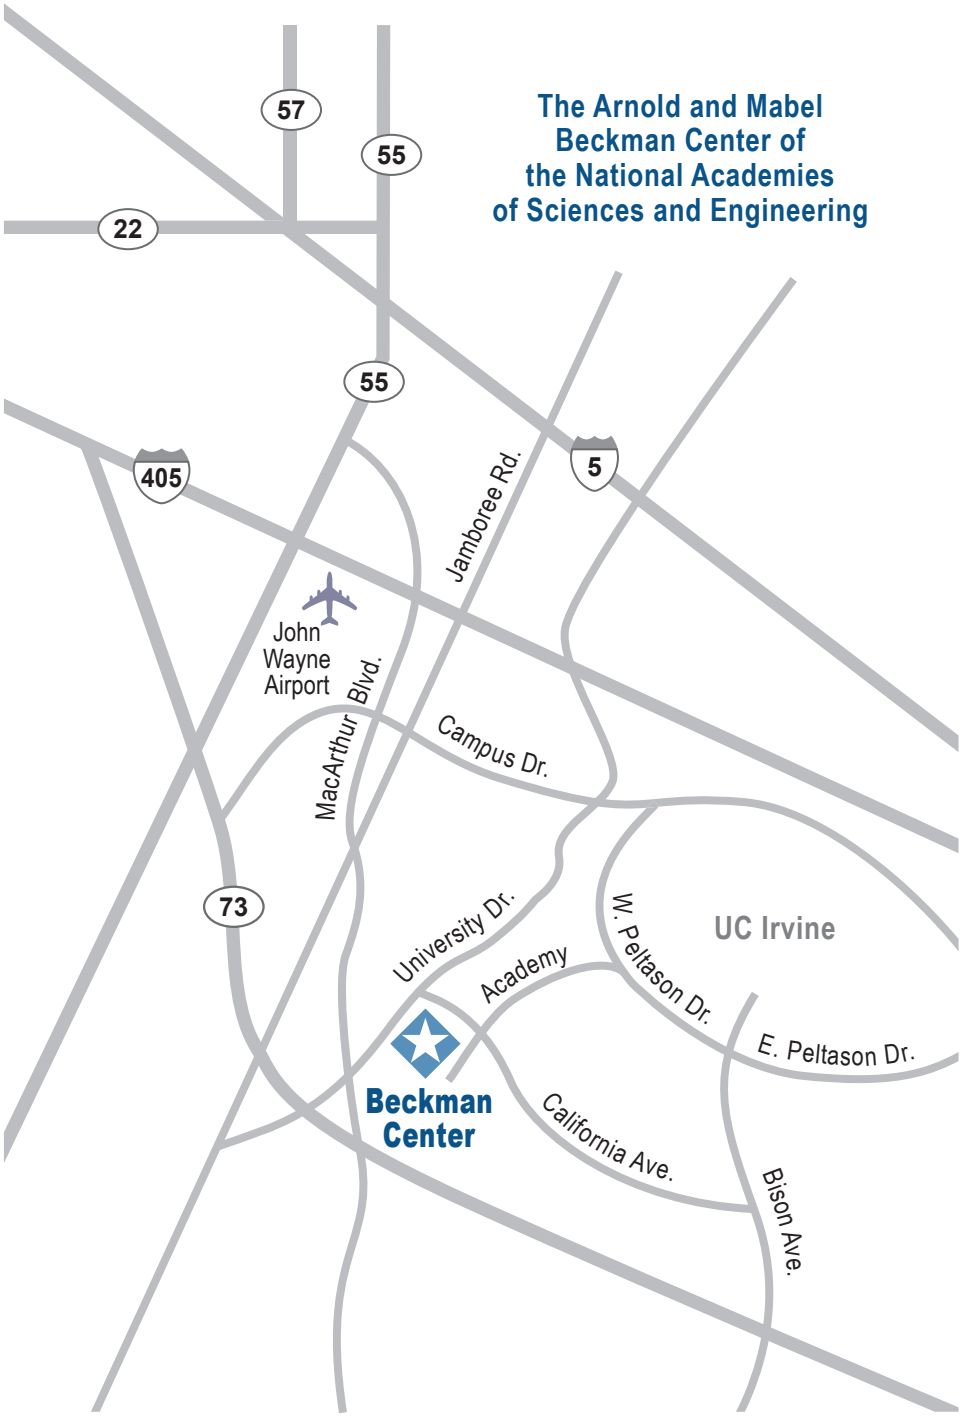 The Arnold and Mabel
Beckman Center of
the National Academies
of Sciences and Engineering
57
55
22
55
405
5
Jamboree Rd.
John
Wayne
Airport
MacArthur Blvd.
Campus Dr.
73
University Dr.
Academy
W. Peltason Dr.
UC Irvine
E. Peltason Dr.
Beckman
Center
California Ave.
Bison Ave.